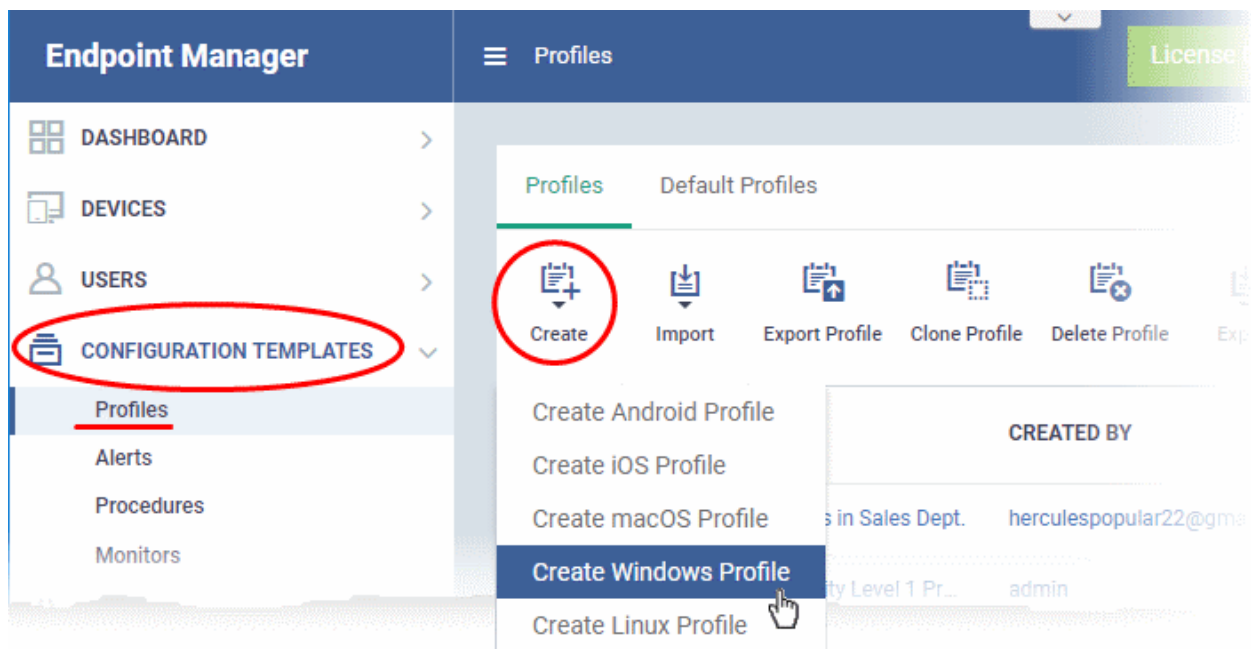 Endpoint Manager
Profiles
License
DASHBOARD
DEVICES
USERS
CONFIGURATION TEMPLATES
Profiles
Alerts
Procedures
Monitors
Profiles Default Profiles
Create Import Export Profile Clone Profile Delete Profile
Create Android Profile
Create iOS Profile
Create macOS Profile
Create Windows Profile
Create Linux Profile
CREATED BY
s in Sales Dept. herculespopular22@gma
ity Level 1 Pr... admin